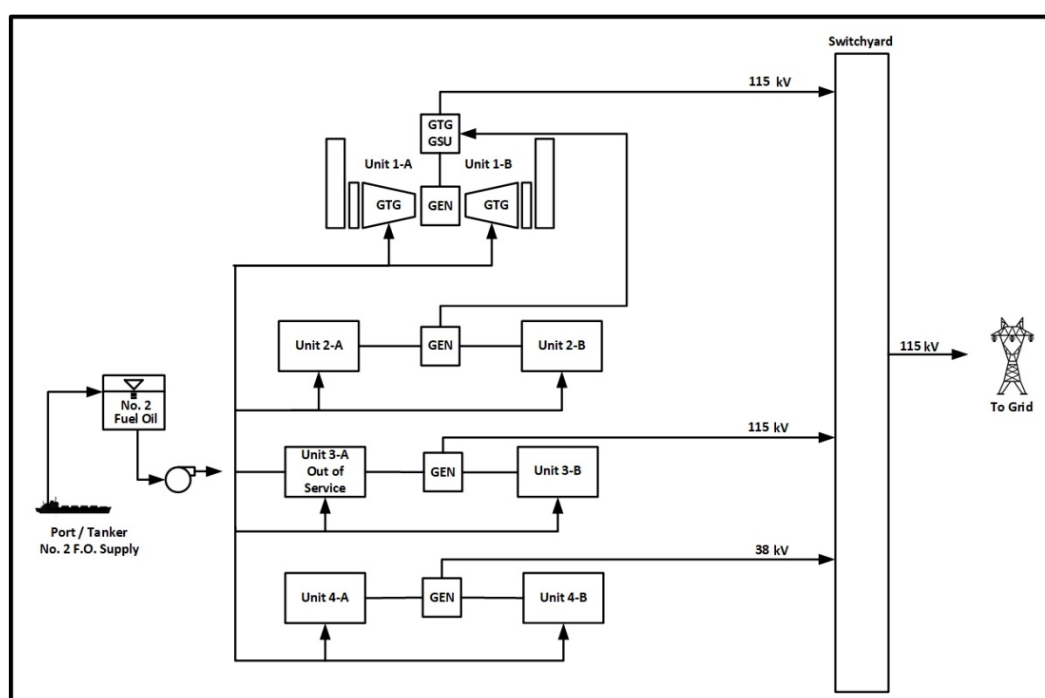 Switchyard
115 kV
GTG
GSU
Unit 1-A
Unit 1-B
GTG
GEN
GTG
Unit 2-A
GEN
Unit 2-B
115 kV
To Grid
No. 2
Fuel Oil
Port / Tanker
No. 2 F.O. Supply
115 kV
Unit 3-A
Out of
Service
GEN
Unit 3-B
38 kV
Unit 4-A
GEN
Unit 4-B